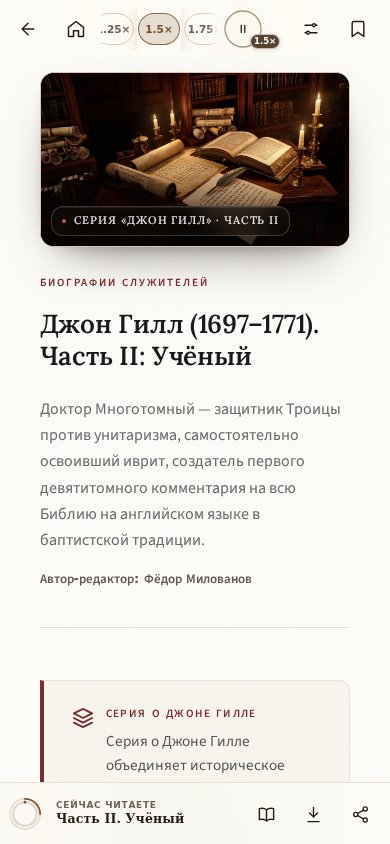 .25×
1.5×
1.75
1.5×
СЕРИЯ «ДЖОН ГИЛЛ» · ЧАСТЬ II
БИОГРАФИИ СЛУЖИТЕЛЕЙ
Джон Гилл (1697–1771).
Часть II: Учёный
Доктор Многотомный — защитник Троицы
против унитаризма, самостоятельно
освоивший иврит, создатель первого
девятитомного комментария на всю
Библию на английском языке в
баптистской традиции.
Автор-редактор: Фёдор Милованов
СЕРИЯ О ДЖОНЕ ГИЛЛЕ
Серия о Джоне Гилле
объединяет историческое
СЕЙЧАС ЧИТАЕТЕ
Часть II. Учёный